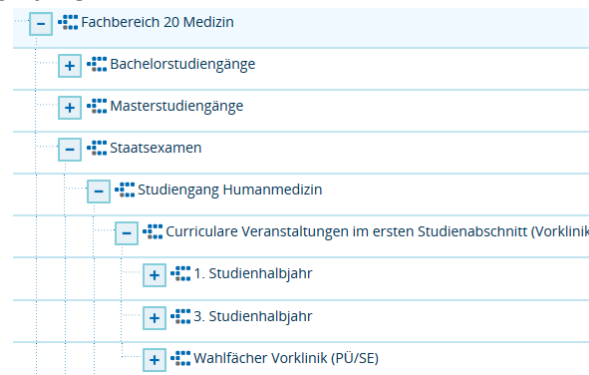 Fachbereich 20 Medizin
Bachelorstudiengänge
Masterstudiengänge
Staatsexamen
Studiengang Humanmedizin
Curriculare Veranstaltungen im ersten Studienabschnitt (Vorklinik
1. Studienhalbjahr
3. Studienhalbjahr
Wahlfächer Vorklinik (PÜ/SE)